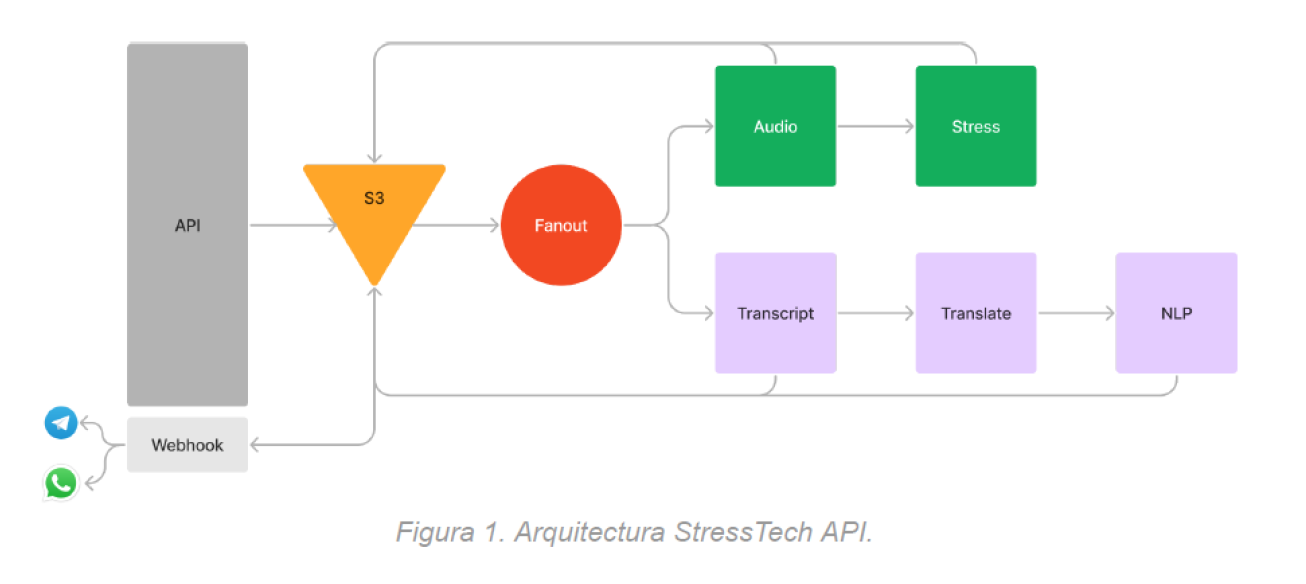 Audio
Stress
S3
API
Fanout
Transcript
Translate
NLP
Webhook
Figura 1. Arquitectura StressTech API.